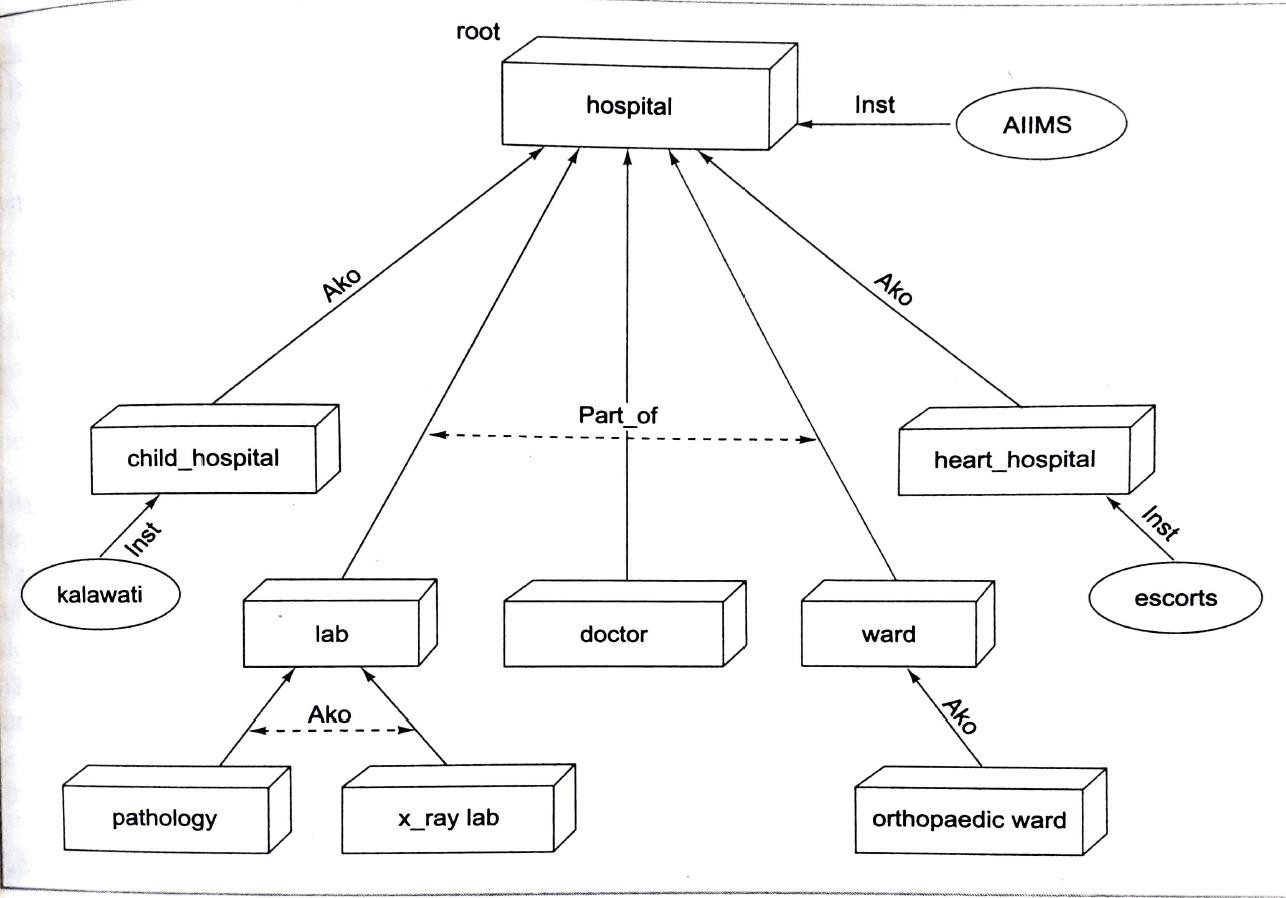 root
hospital
Inst
AIIMS
Ako
Ako
Part_of
child_hospital
heart_hospital
Inst
Inst
kalawati
escorts
lab
doctor
ward
Ako
Ako
pathology
x_ray lab
orthopaedic ward